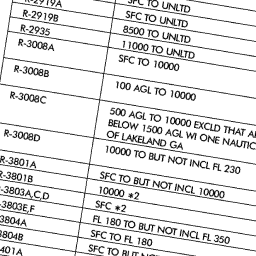 R-2919A SFC TO UNLTD
R-2919B SFC TO UNLTD
R-2935 8500 TO UNLTD
R-3008A 11000 TO UNLTD
SFC TO 10000
R-3008B 100 AGL TO 10000
R-3008C 500 AGL TO 10000 EXCLD THAT
BELOW 1500 AGL WI ONE NAUTIC
OF LAKELAND GA
R-3008D 10000 TO BUT NOT INCL FL 230
R-3801A SFC TO BUT NOT INCL 10000
R-3801B 10000 *2
R-3803A,C,D SFC *2
-3803E,F FL 180 TO BUT NOT INCL FL 350
3804A SFC TO FL 180
3804B SFC TO BUT NOT INCL